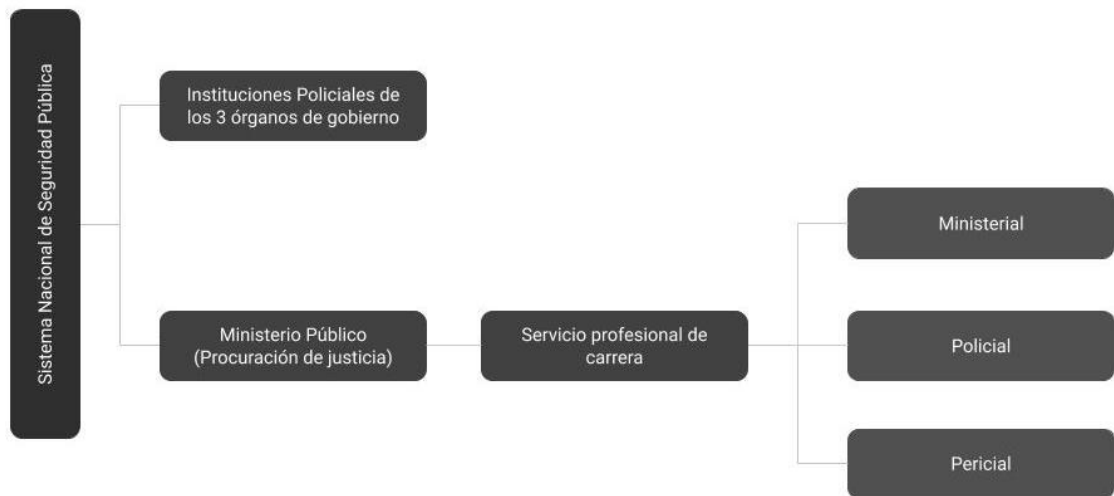 Sistema Nacional de Seguridad Pública
Instituciones Policiales de
los 3 órganos de gobierno
Ministerio Público
(Procuración de justicia)
Servicio profesional de
carrera
Ministerial
Policial
Pericial